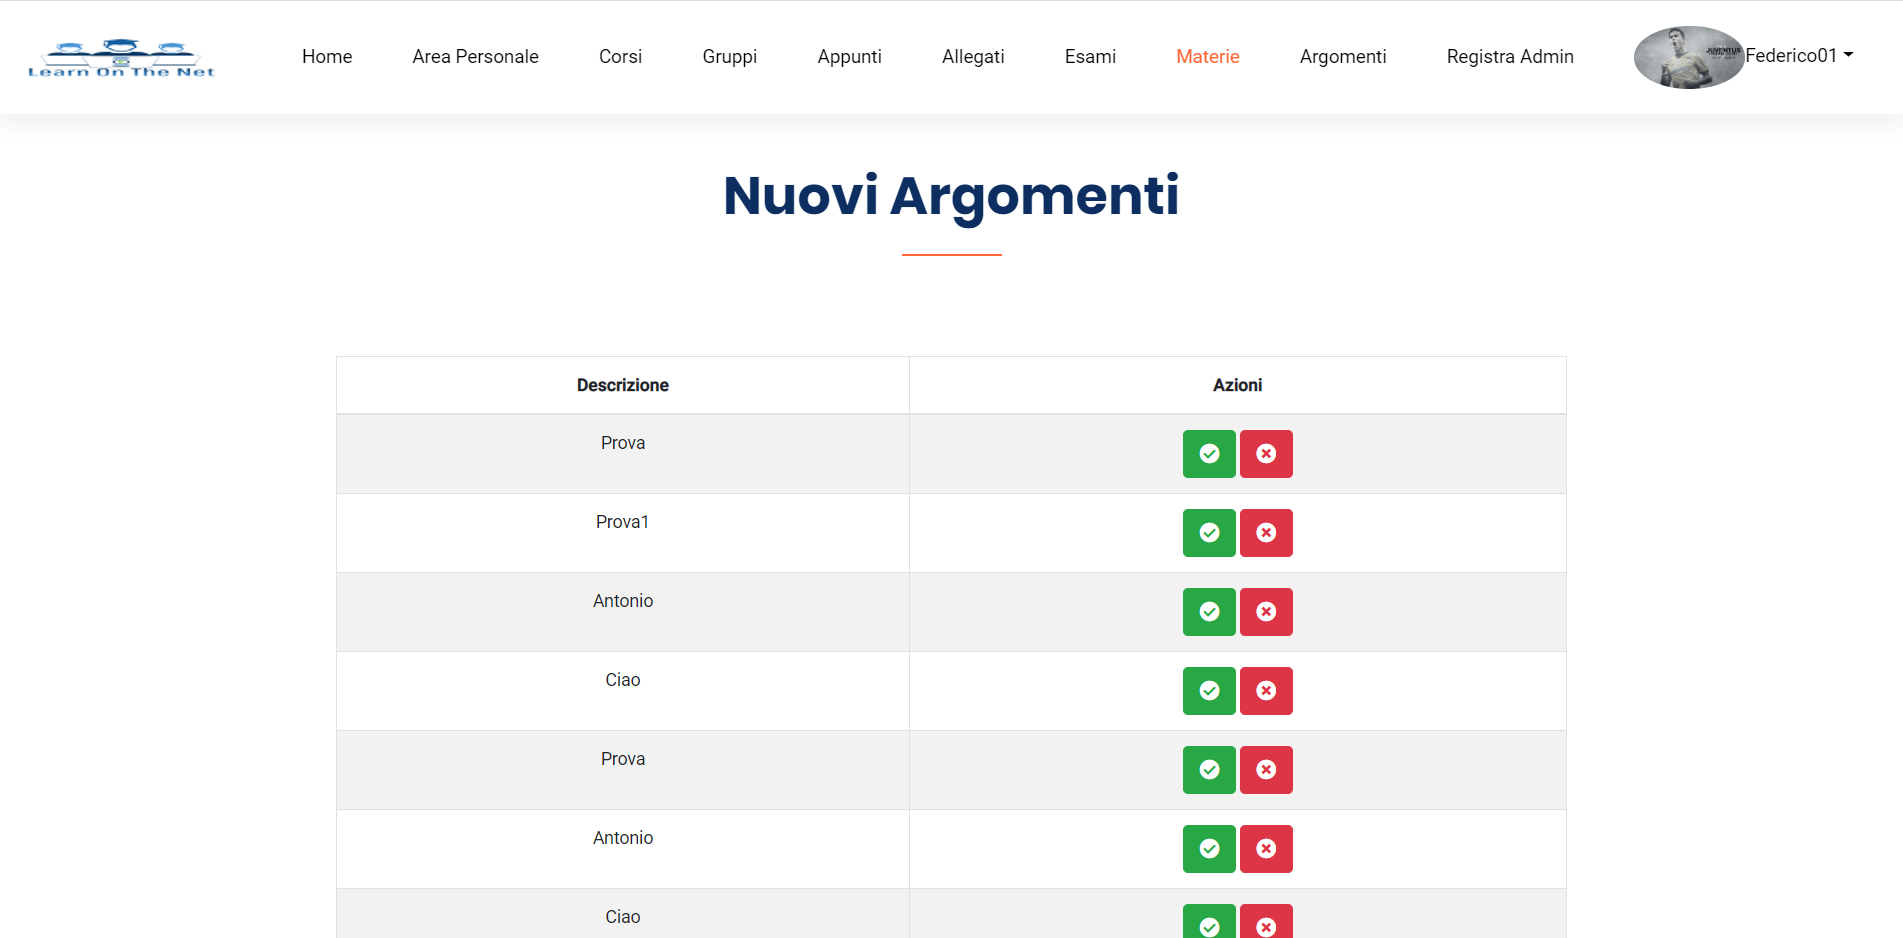 Learn On The Net
Home Area Personale Corsi Gruppi Appunti Allegati Esami Materie Argomenti Registra Admin Federico01
JUVENTUS
Nuovi Argomenti
Descrizione Azioni
Prova
Prova1
Antonio
Ciao
Prova
Antonio
Ciao